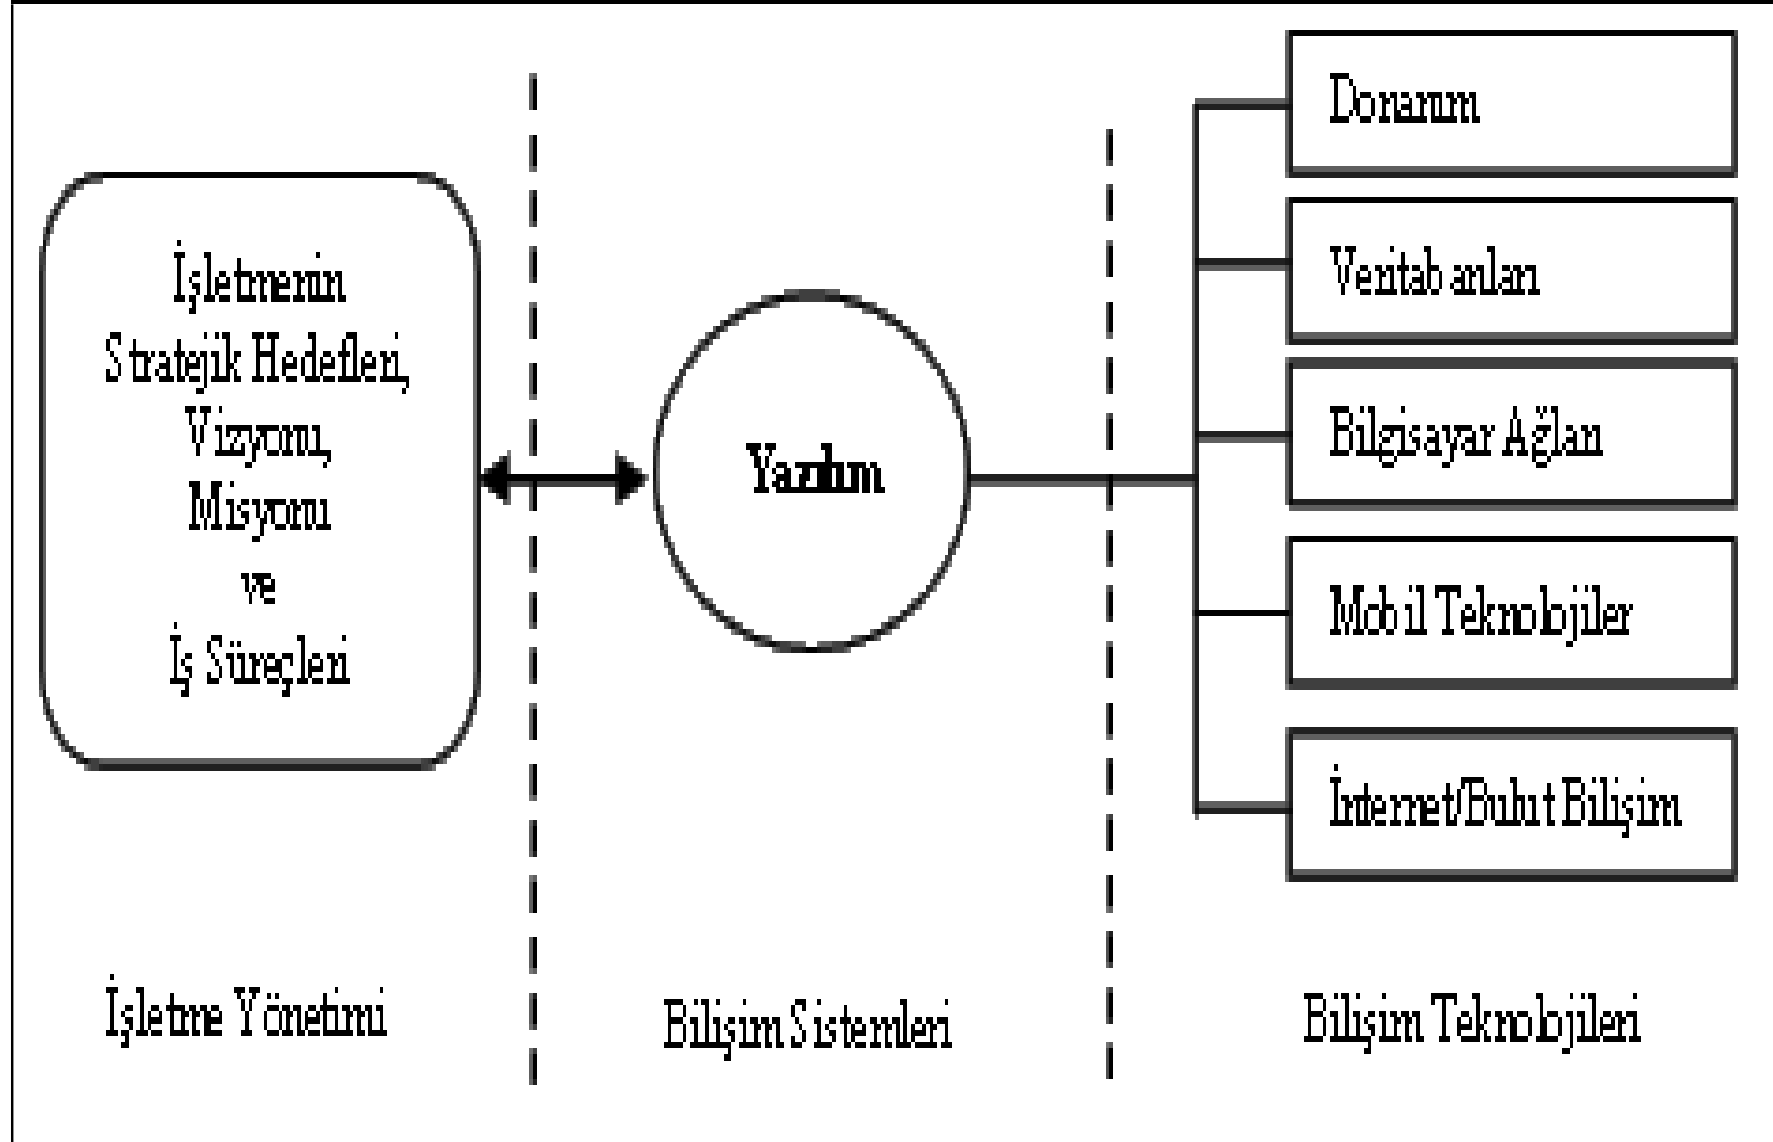 İşletmenin
Stratejik Hedefleri,
Vizyonu,
Misyonu
ve
İş Süreçleri
Yazılım
Donanım
Veritabanları
Bilgisayar Ağları
Mobil Teknolojiler
İnternet/Bulut Bilişim
İşletme Yönetimi
Bilişim Sistemleri
Bilişim Teknolojileri